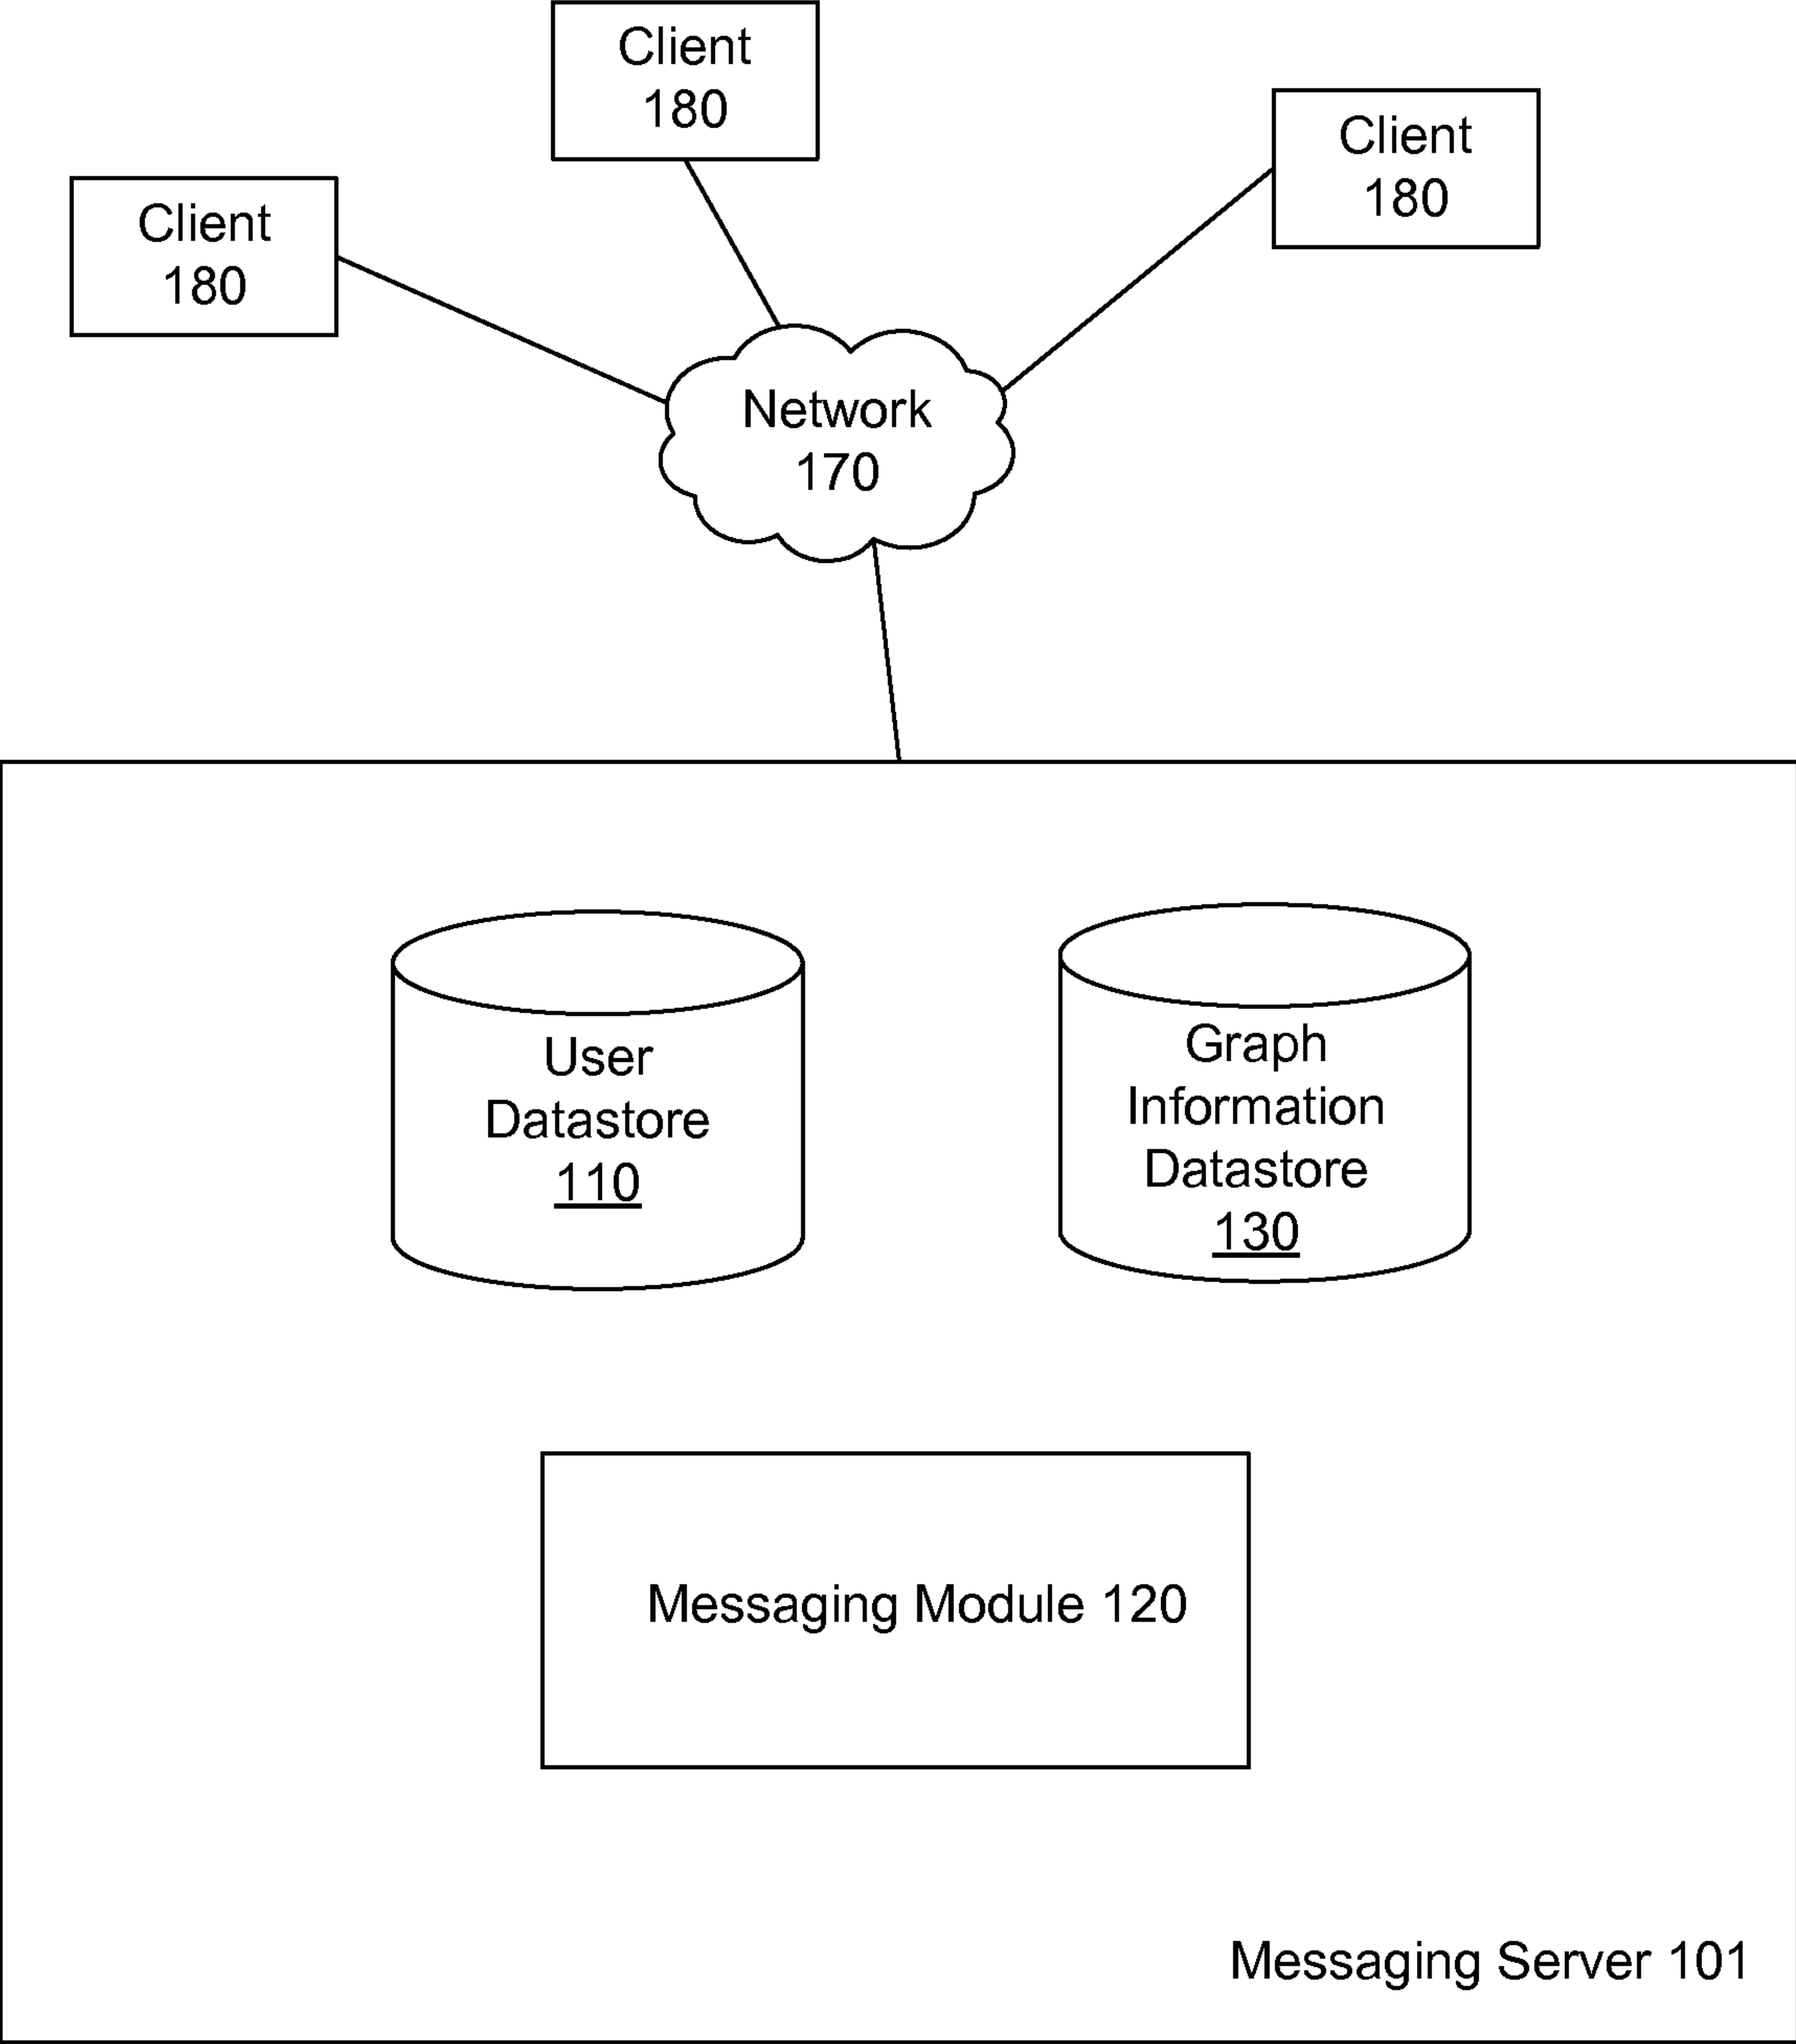 Client
180
Client
180
Client
180
Network
170
User
Datastore
110
Graph
Information
Datastore
130
Messaging Module 120
Messaging Server 101